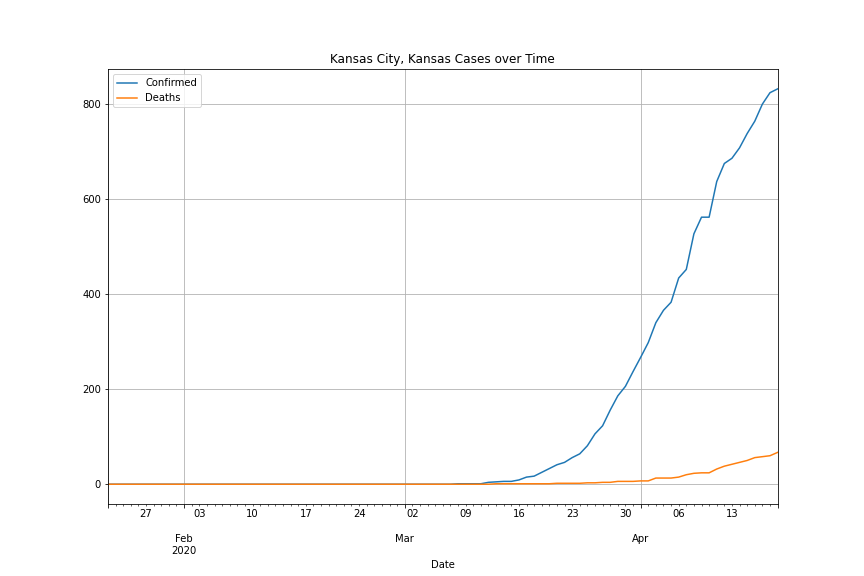 Kansas City, Kansas Cases over Time
Confirmed
Deaths
800
600
400
200
0
27 03 10 17 24 02 09 16 23 30 06 13
Feb Mar Apr
2020
Date